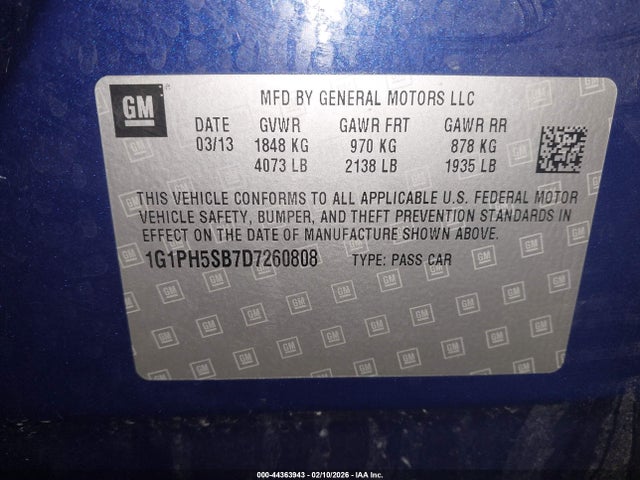 GM
MFD BY GENERAL MOTORS LLC
DATE GVWR GAWR FRT GAWR RR
03/13 1848 KG 970 KG 878 KG
4073 LB 2138 LB 1935 LB
THIS VEHICLE CONFORMS TO ALL APPLICABLE U.S. FEDERAL MOTOR
VEHICLE SAFETY, BUMPER, AND THEFT PREVENTION STANDARDS IN
EFFECT ON THE DATE OF MANUFACTURE SHOWN ABOVE.
1G1PH5SB7D7260808 TYPE: PASS CAR
000-44363943 - 02/10/2026 - IAA Inc.